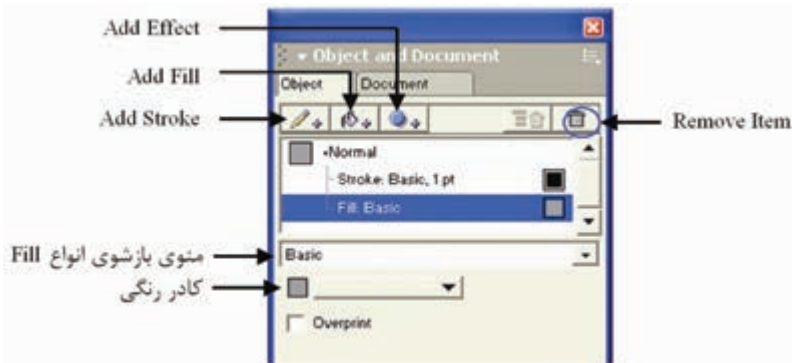 Add Effect
Add Fill
Add Stroke
Remove Item
Object and Document
Object Document
Normal
Stroke: Basic, 1 pt
Fill: Basic
منوی بازشوی انواع Fill
Basic
کادر رنگی
Overprint